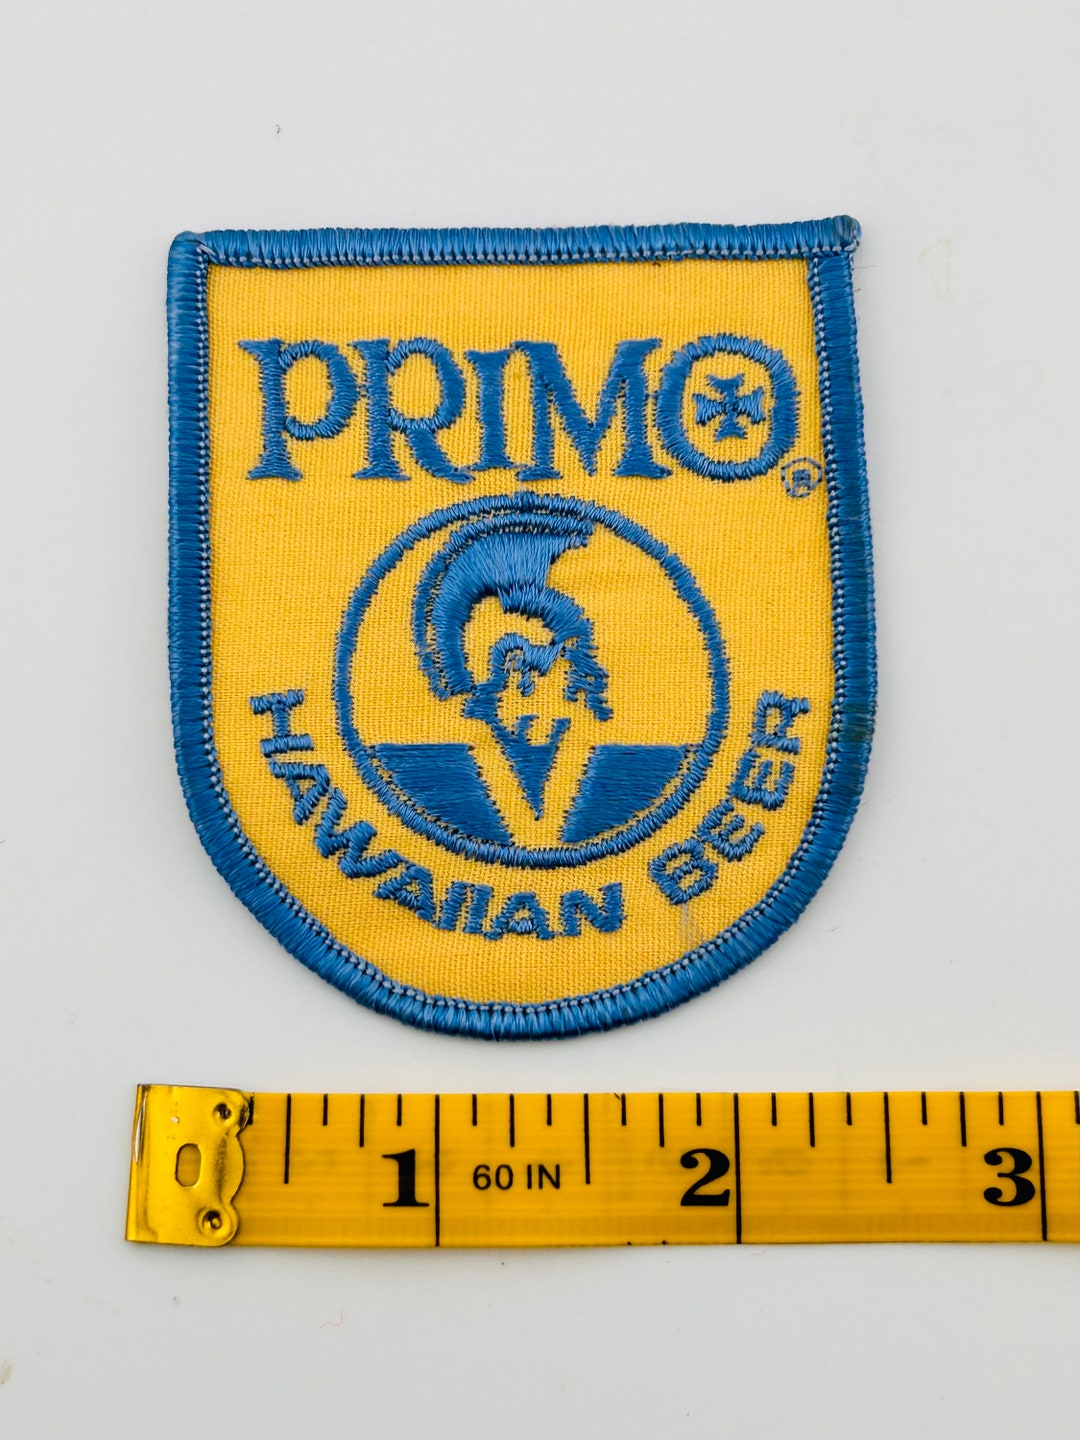 PRIMO®
HAWAIIAN BEER
1 60 IN 2 3